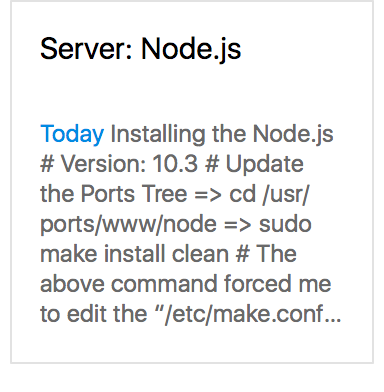 Server: Node.js
Today Installing the Node.js
# Version: 10.3 # Update
the Ports Tree => cd /usr/
ports/www/node => sudo
make install clean # The
above command forced me
to edit the “/etc/make.conf...